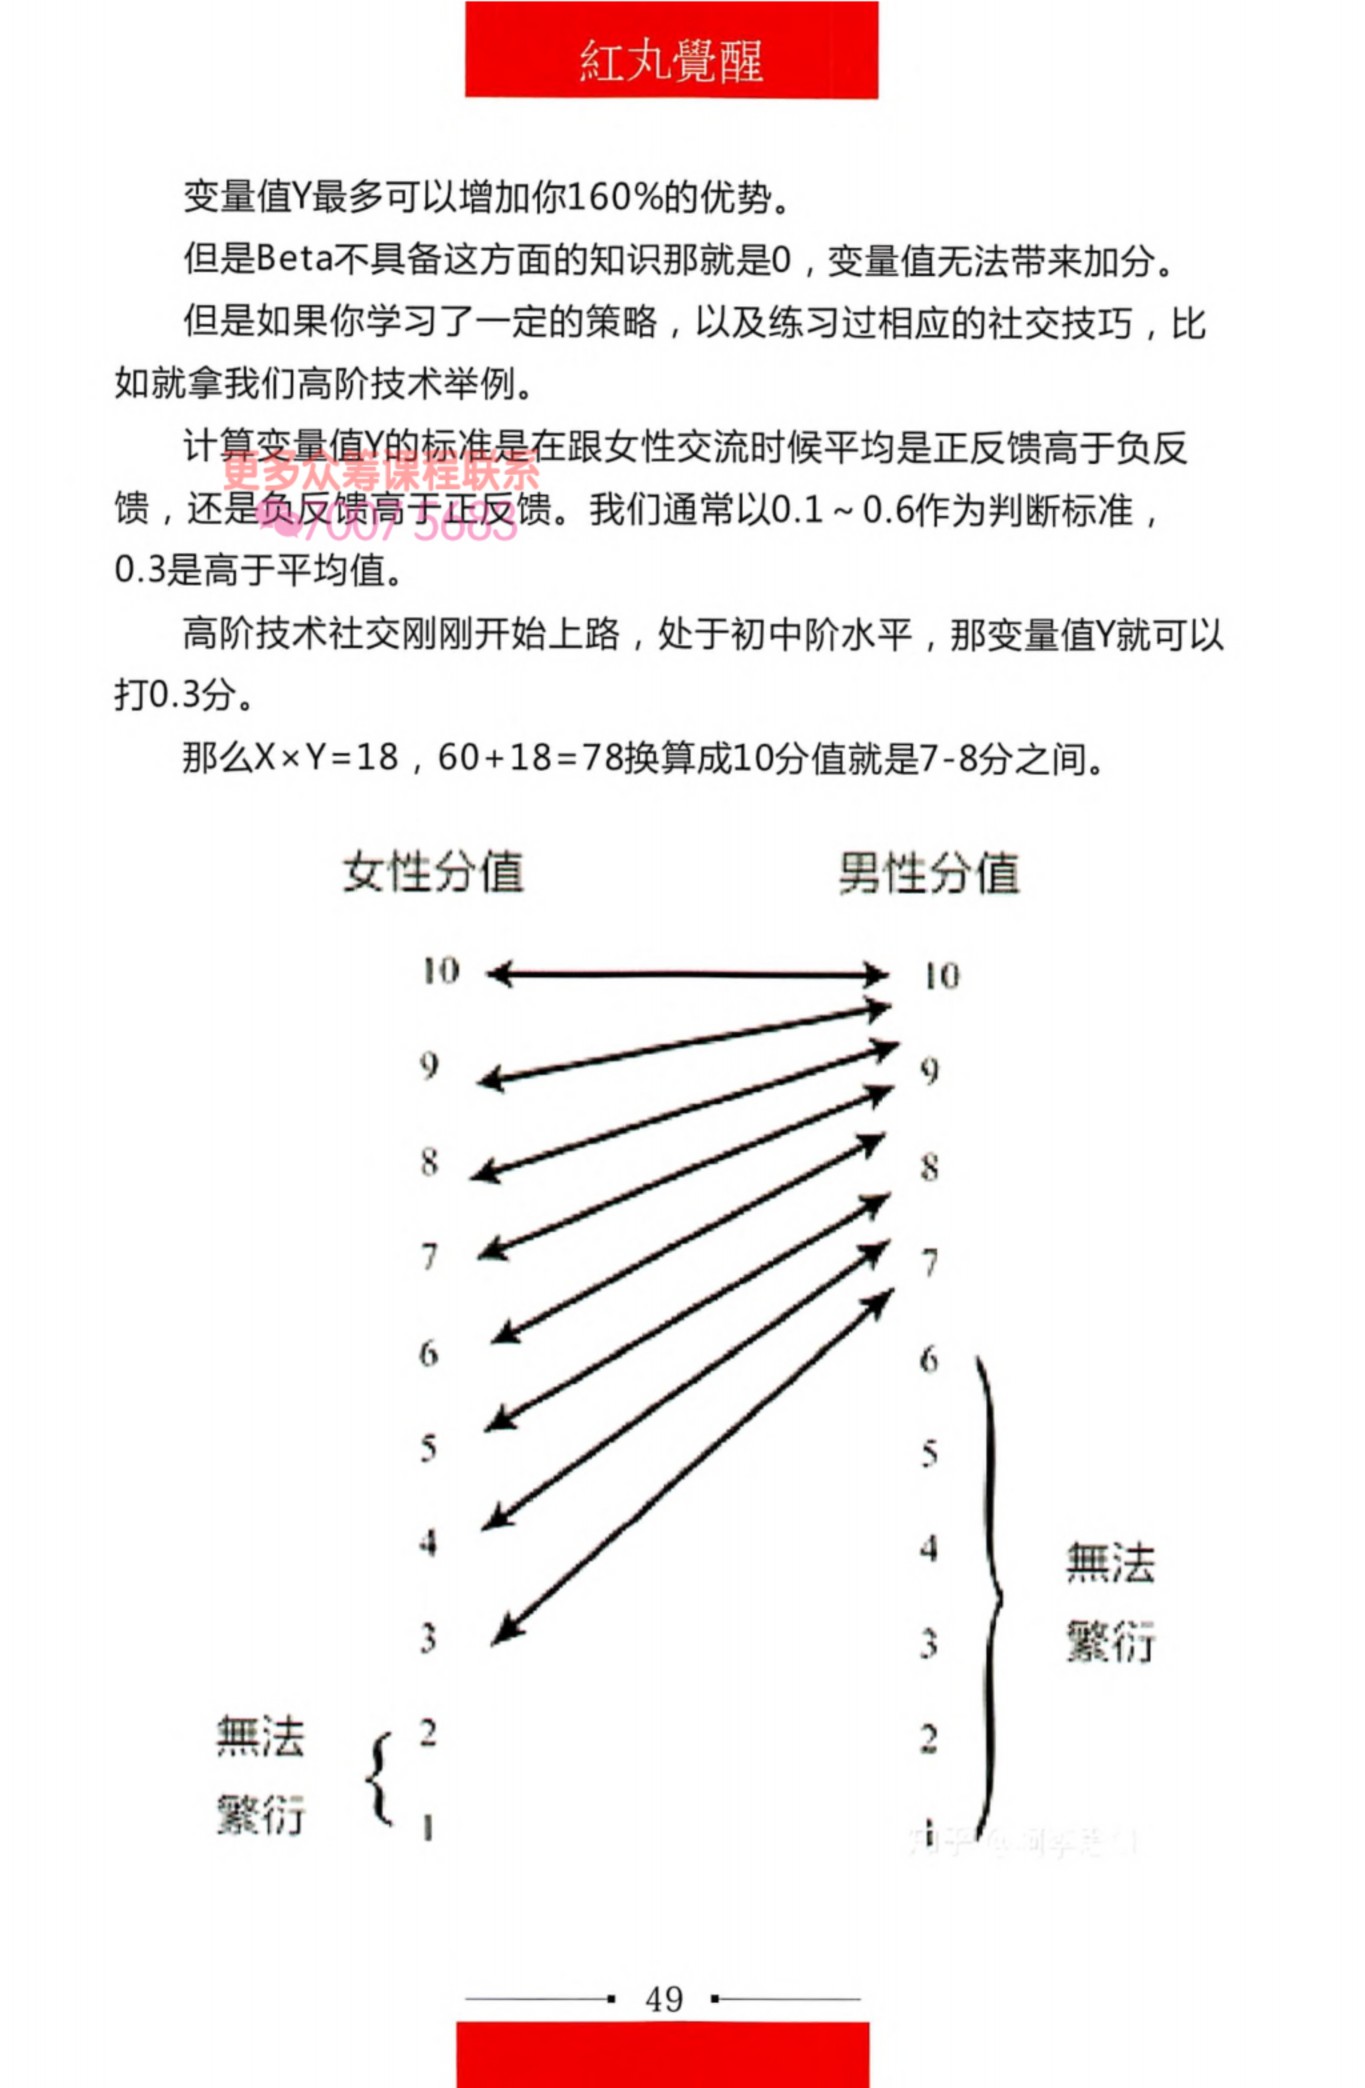 紅丸覺醒
变量值Y最多可以增加你160%的优势。
但是Beta不具备这方面的知识那就是0，变量值无法带来加分。
但是如果你学习了一定的策略，以及练习过相应的社交技巧，比
如就拿我们高阶技术举例。
计算变量值Y的标准是在跟女性交流时候平均是正反馈高于负反
更多众筹课程联系
馈，还是负反馈高于正反馈。我们通常以0.1～0.6作为判断标准，
70075683
0.3是高于平均值。
高阶技术社交刚刚开始上路，处于初中阶水平，那变量值Y就可以
打0.3分。
那么X×Y=18，60+18=78换算成10分值就是7-8分之间。
女性分值 男性分值
10 10
9 9
8 8
7 7
6 6
5 5
4 4
無法
3 3
繁衍
2 2
無法
繁衍
1 1
知乎
49